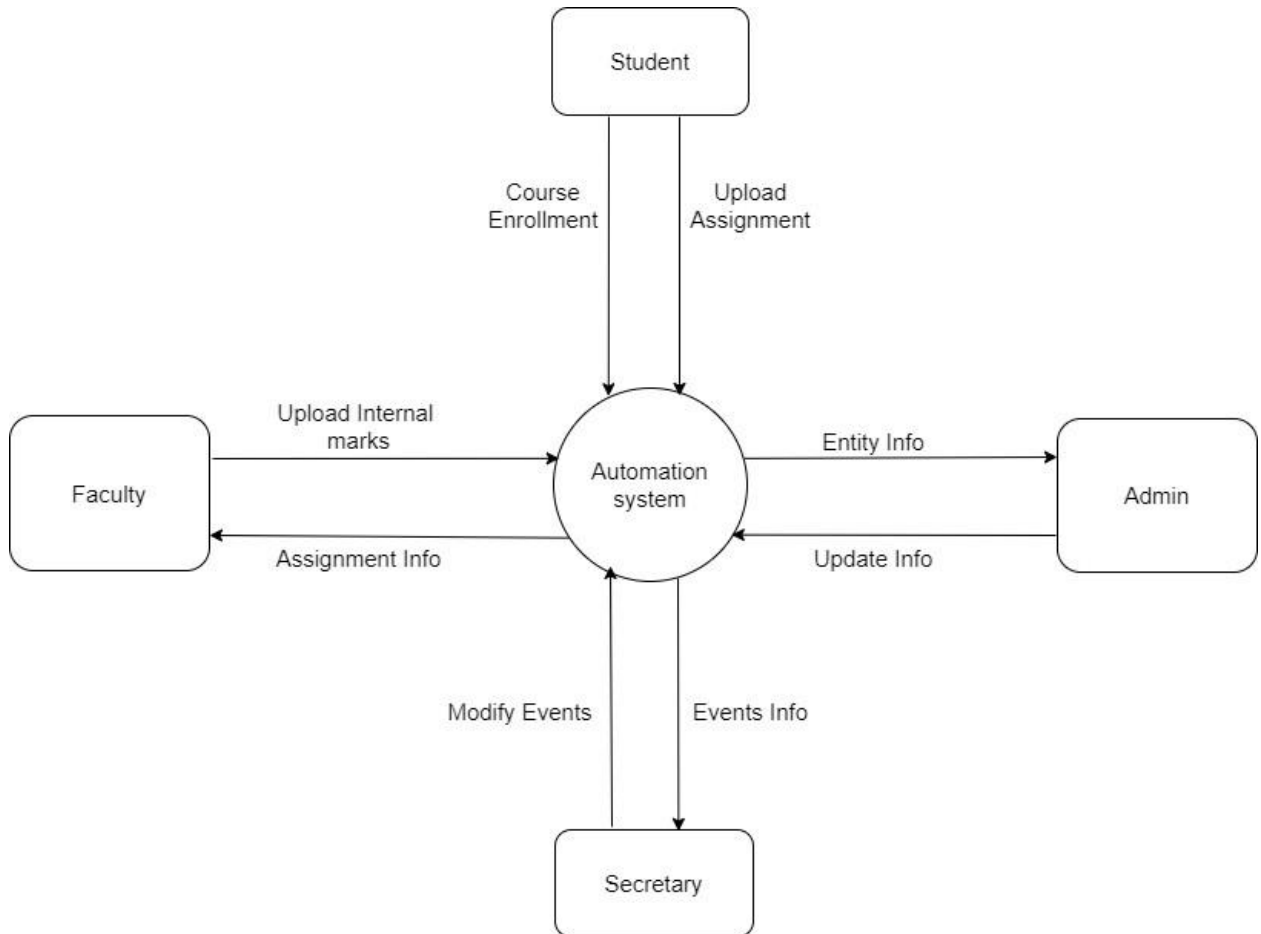 Student
Course
Enrollment
Upload
Assignment
Upload Internal
marks
Faculty
Assignment Info
Automation
system
Entity Info
Update Info
Admin
Modify Events
Events Info
Secretary